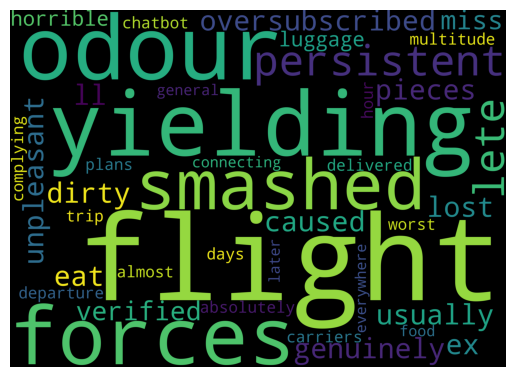 horrible chatbot oversubscribed miss
odour luggage multitude
persistent
ll general hour pieces
yielding lete
complying unpleasant plans connecting delivered
smashed
dirty lost
trip flight caused worst
eat almost days later everywhere
departure verified absolutely usually
forces carriers food
genuinely ex